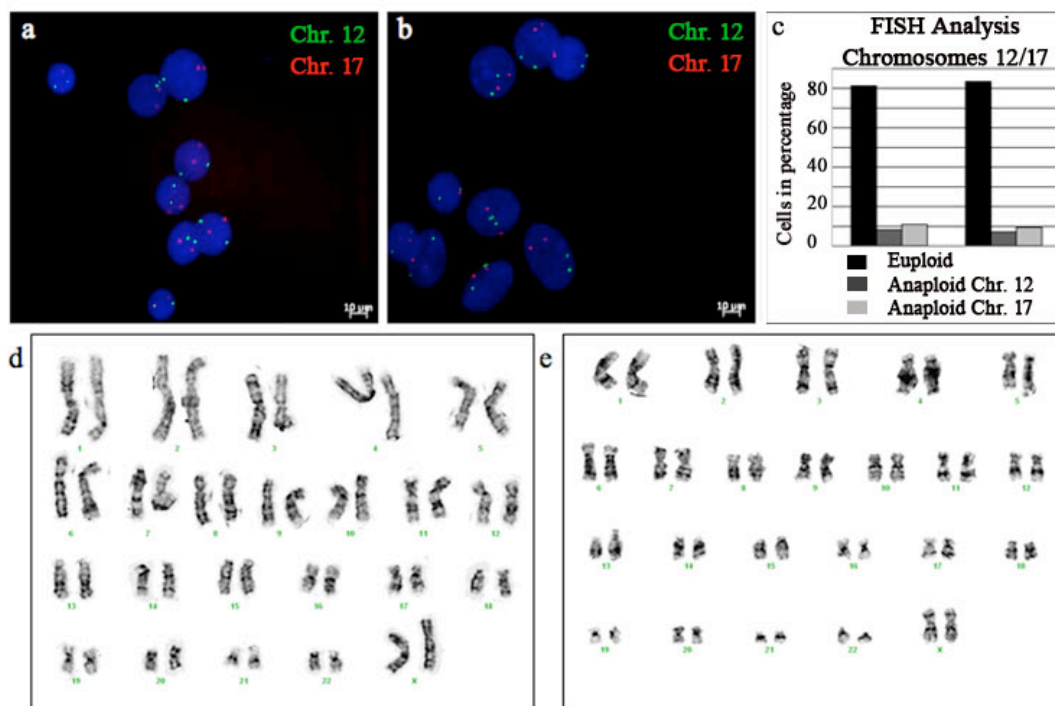 a
Chr. 12
Chr. 17
10 µm
b
Chr. 12
Chr. 17
10 µm
c
FISH Analysis
Chromosomes 12/17
Cells in percentage
80
60
40
20
0
Euploid
Anaploid Chr. 12
Anaploid Chr. 17
d
1 2 3 4 5
6 7 8 9 10 11 12
13 14 15 16 17 18
19 20 21 22 X
e
1 2 3 4 5
6 7 8 9 10 11 12
13 14 15 16 17 18
19 20 21 22 X